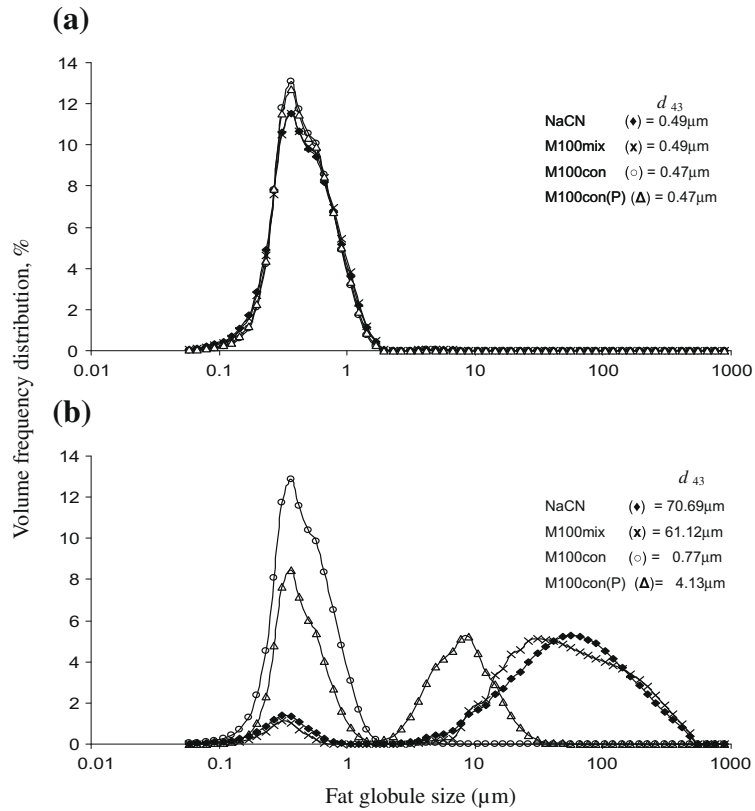 (a)
14
12
10
8
6
4
2
0
0.01 0.1 1 10 100 1000
d 43
NaCN (♦) = 0.49µm
M100mix (x) = 0.49µm
M100con (○) = 0.47µm
M100con(P) (Δ) = 0.47µm
Volume frequency distribution, %
(b)
14
12
10
8
6
4
2
0
0.01 0.1 1 10 100 1000
d 43
NaCN (♦) = 70.69µm
M100mix (x) = 61.12µm
M100con (○) = 0.77µm
M100con(P) (Δ)= 4.13µm
Fat globule size (µm)